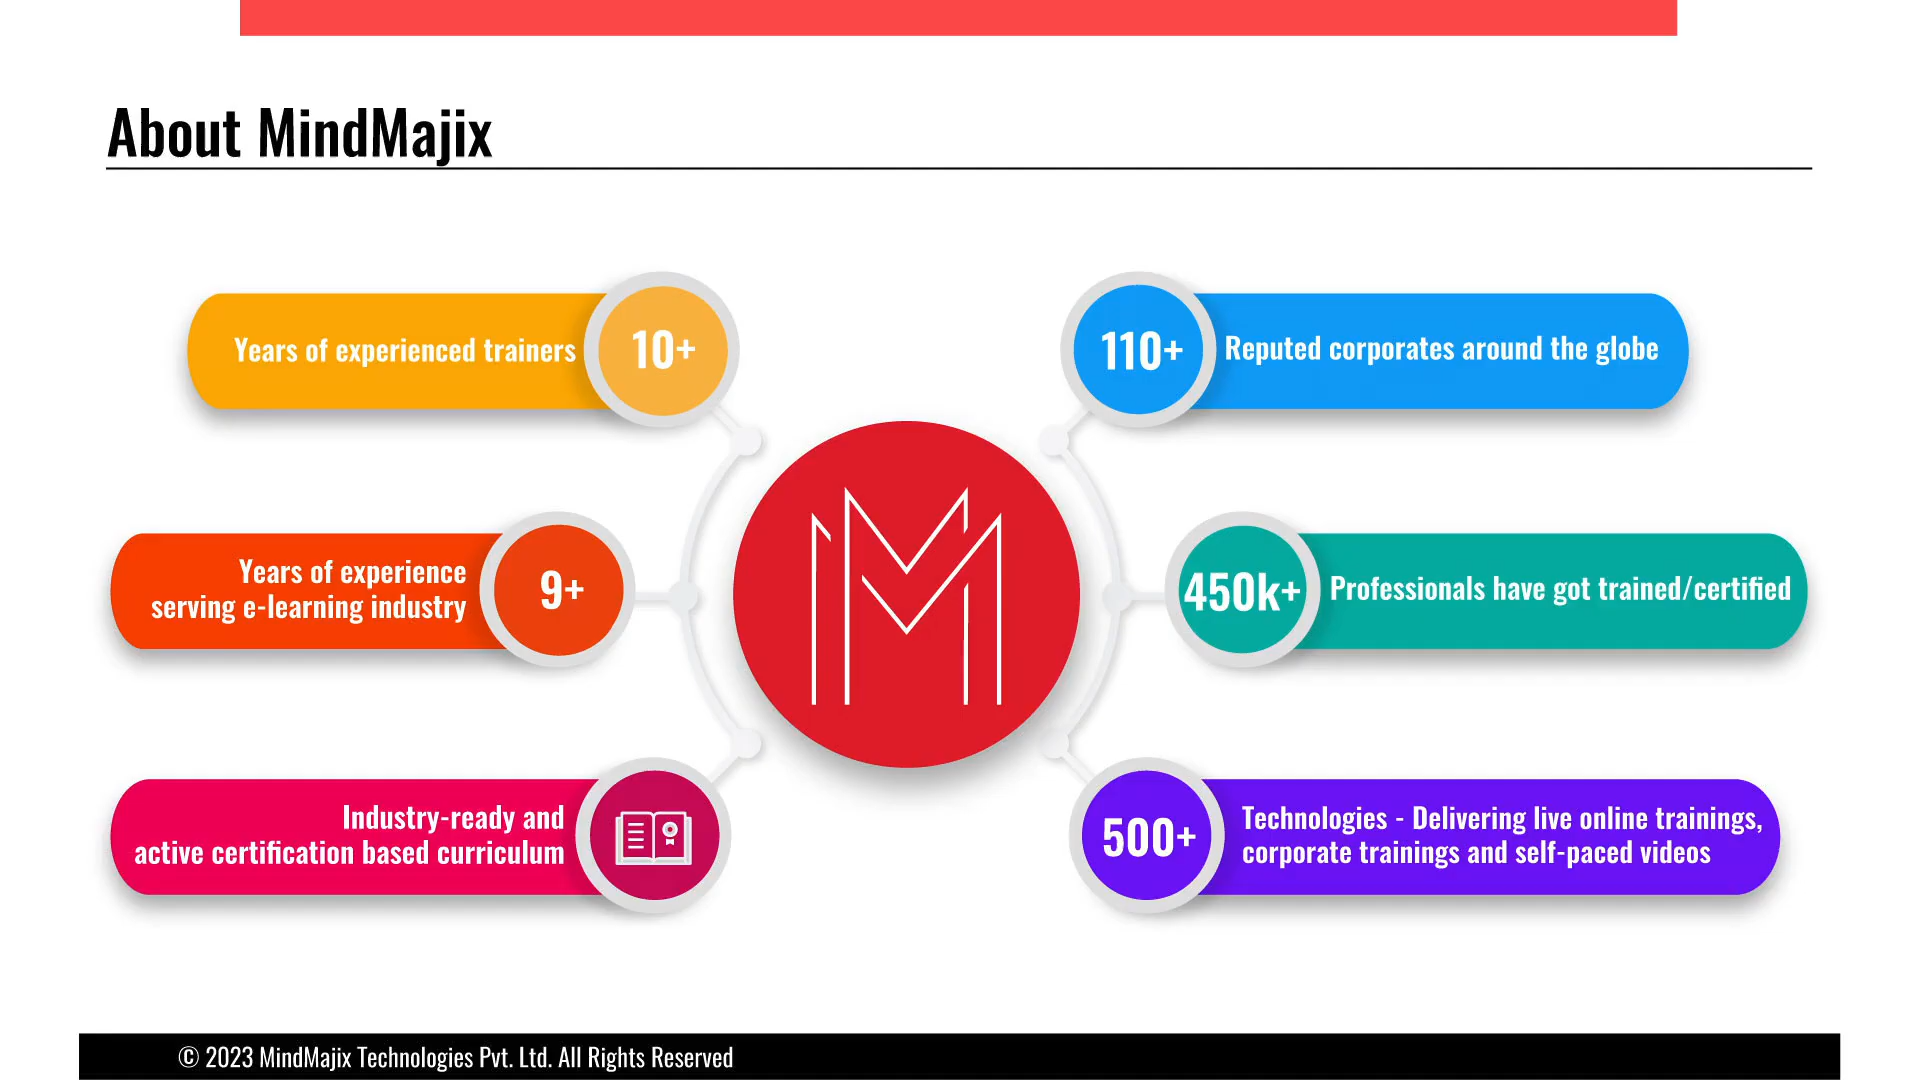 About MindMajix
Years of experienced trainers
10+
110+
Reputed corporates around the globe
Years of experience
serving e-learning industry
9+
450k+
Professionals have got trained/certified
Industry-ready and
active certification based curriculum
500+
Technologies - Delivering live online trainings,
corporate trainings and self-paced videos
© 2023 MindMajix Technologies Pvt. Ltd. All Rights Reserved